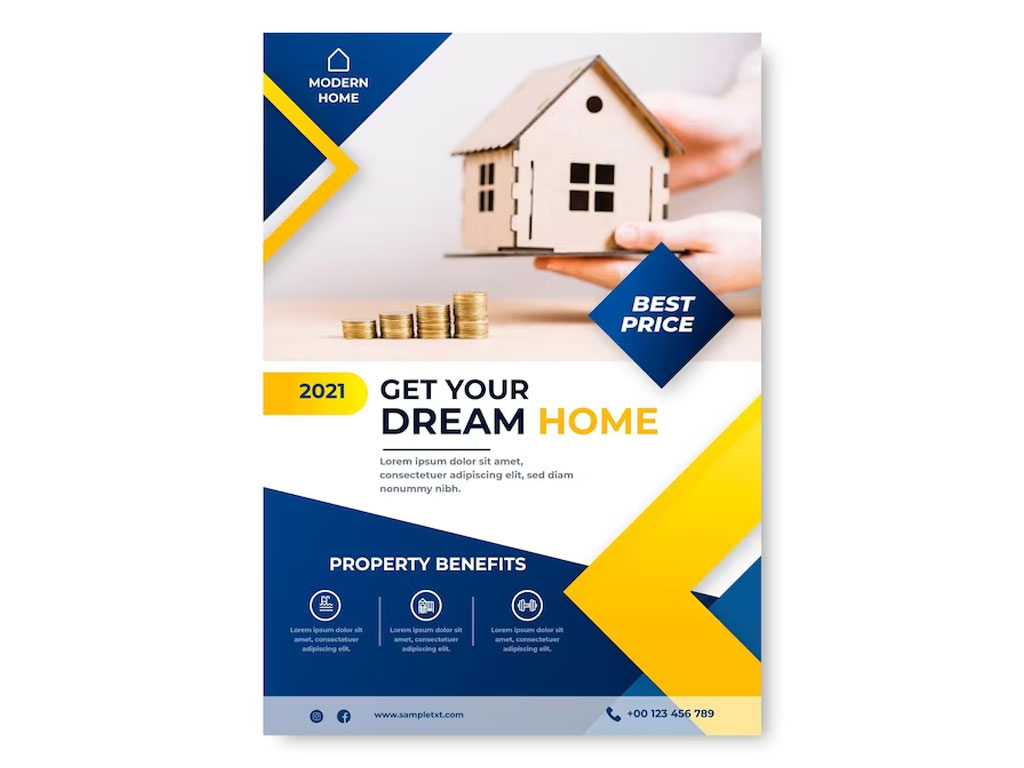 MODERN
HOME
BEST
PRICE
2021
GET YOUR
DREAM HOME
Lorem ipsum dolor sit amet,
consectetuer adipiscing elit, sed diam
nonummy nibh.
PROPERTY BENEFITS
Lorem ipsum dolor sit
amet, consectetuer
adipiscing elit.
Lorem ipsum dolor sit
amet, consectetuer
adipiscing elit.
Lorem ipsum dolor sit
amet, consectetuer
adipiscing elit.
www.sampletxt.com
+00 123 456 789